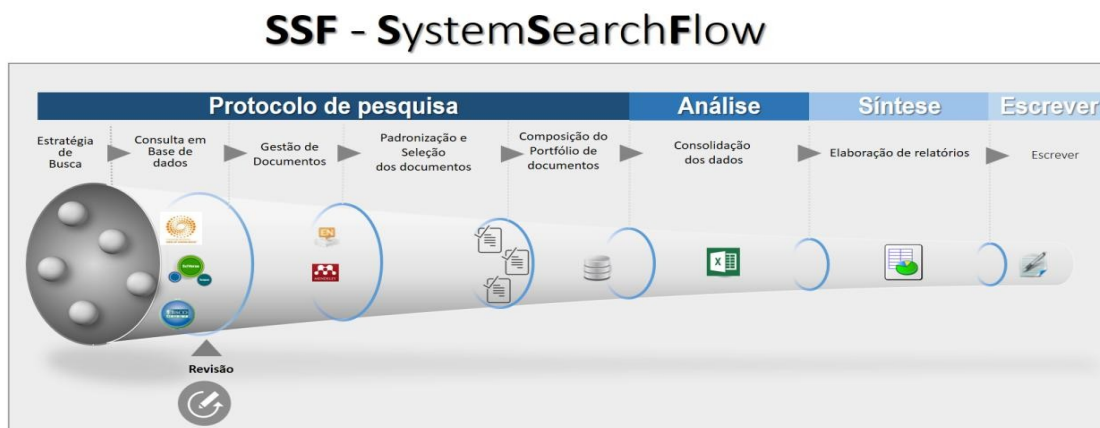 SSF - SystemSearchFlow
Protocolo de pesquisa
Análise
Síntese
Escrever
Estratégia
de
Busca
Consulta em
Base de
dados
Gestão de
Documentos
Padronização e
Seleção
dos documentos
Composição do
Portfólio de
documentos
Consolidação
dos dados
Elaboração de relatórios
Escrever
EN
Revisão